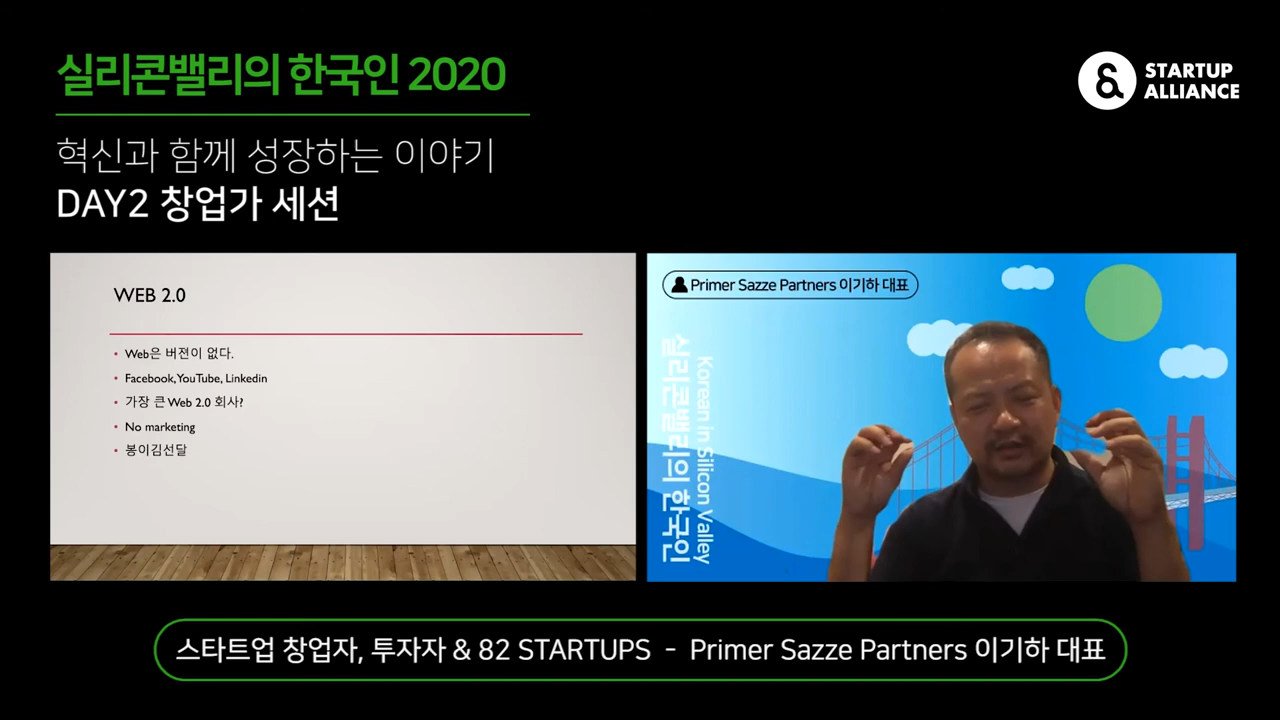 실리콘밸리의 한국인 2020
STARTUP
ALLIANCE
혁신과 함께 성장하는 이야기
DAY2 창업가 세션
WEB 2.0
• Web은 버젼이 없다.
• Facebook, YouTube, Linkedin
• 가장 큰 Web 2.0 회사?
• No marketing
• 봉이김선달
Primer Sazze Partners 이기하 대표
Korean in Silicon Valley
실리콘밸리의 한국인
스타트업 창업자, 투자자 & 82 STARTUPS - Primer Sazze Partners 이기하 대표